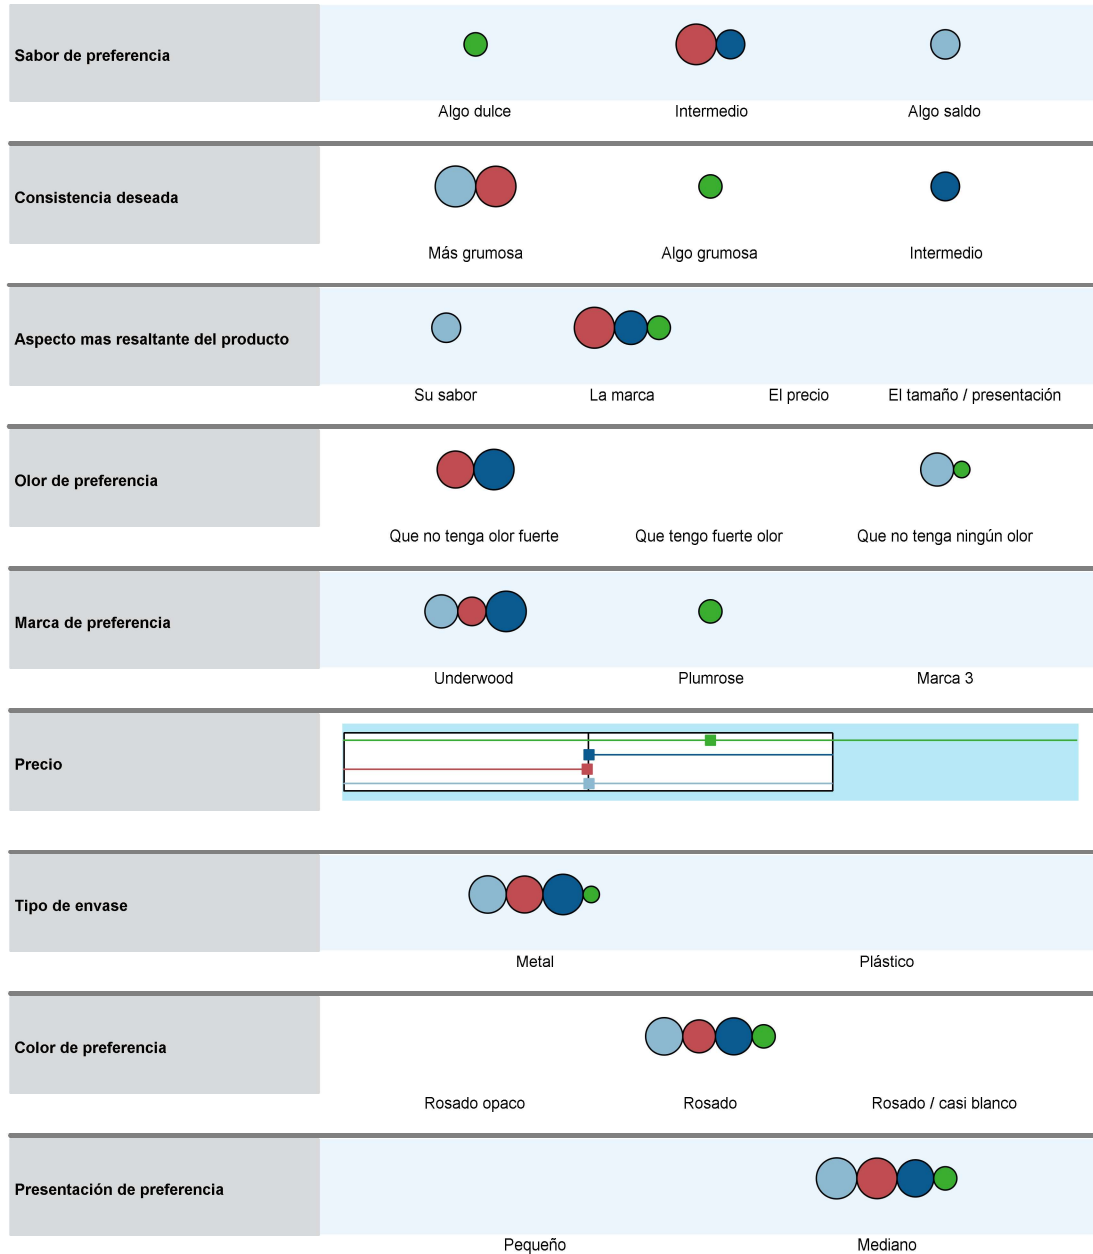 Sabor de preferencia
Algo dulce Intermedio Algo saldo
Consistencia deseada
Más grumosa Algo grumosa Intermedio
Aspecto mas resaltante del producto
Su sabor La marca El precio El tamaño / presentación
Olor de preferencia
Que no tenga olor fuerte Que tengo fuerte olor Que no tenga ningún olor
Marca de preferencia
Underwood Plumrose Marca 3
Precio
Tipo de envase
Metal Plástico
Color de preferencia
Rosado opaco Rosado Rosado / casi blanco
Presentación de preferencia
Pequeño Mediano